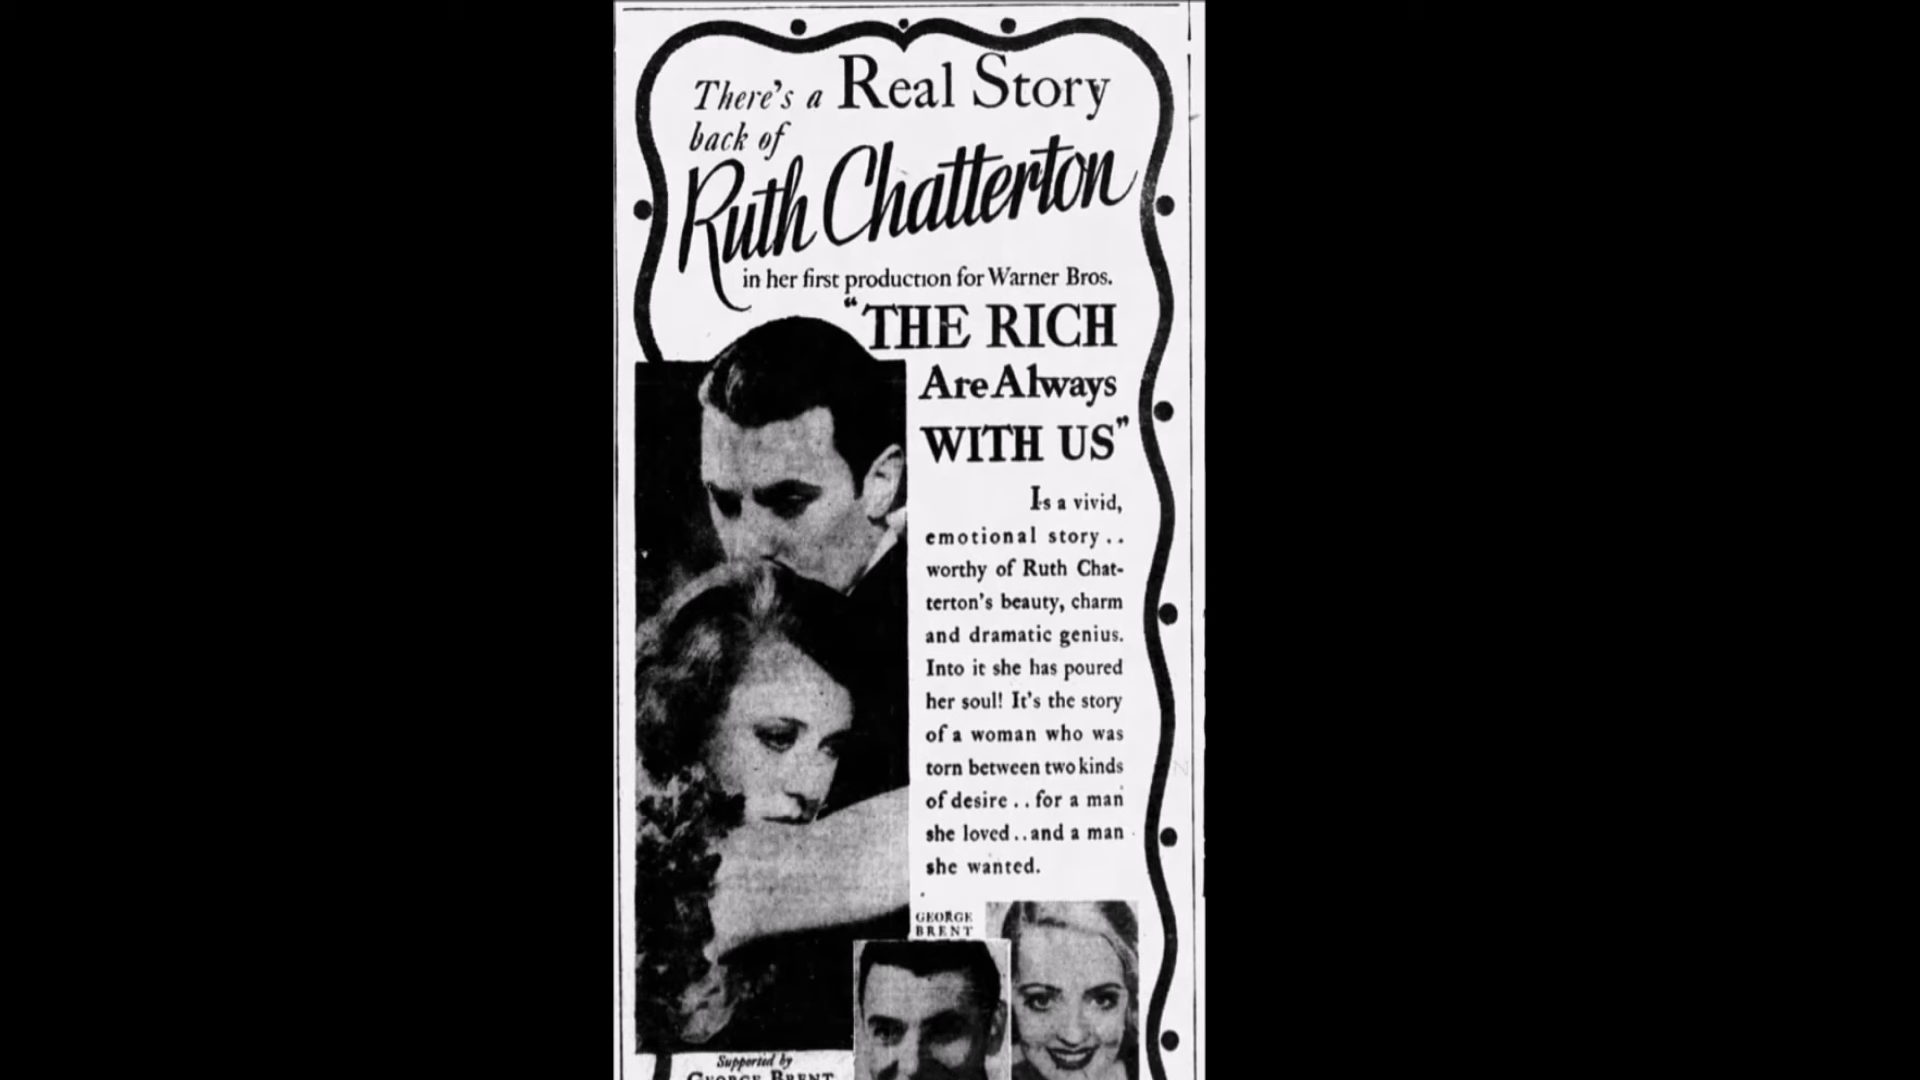 There's a Real Story
back of
Ruth Chatterton
in her first production for Warner Bros.
"THE RICH
Are Always
WITH US"
Is a vivid,
emotional story..
worthy of Ruth Chat-
terton's beauty, charm
and dramatic genius.
Into it she has poured
her soul! It's the story
of a woman who was
torn between two kinds
of desire.. for a man
she loved..and a man
she wanted.
GEORGE
BRENT
Supported by
GEORGE BRENT